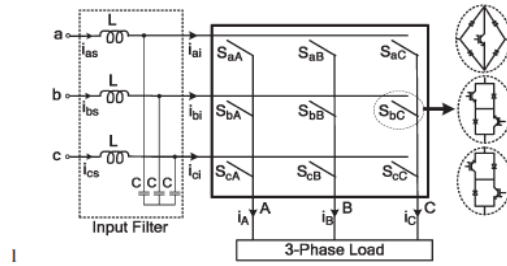 a L i_as i_ai S_aA S_aB S_aC
b L i_bs i_bi S_bA S_bB S_bC
c L i_cs i_ci S_cA S_cB S_cC
C C C
Input Filter
i_A A i_B B i_C C
3-Phase Load
l